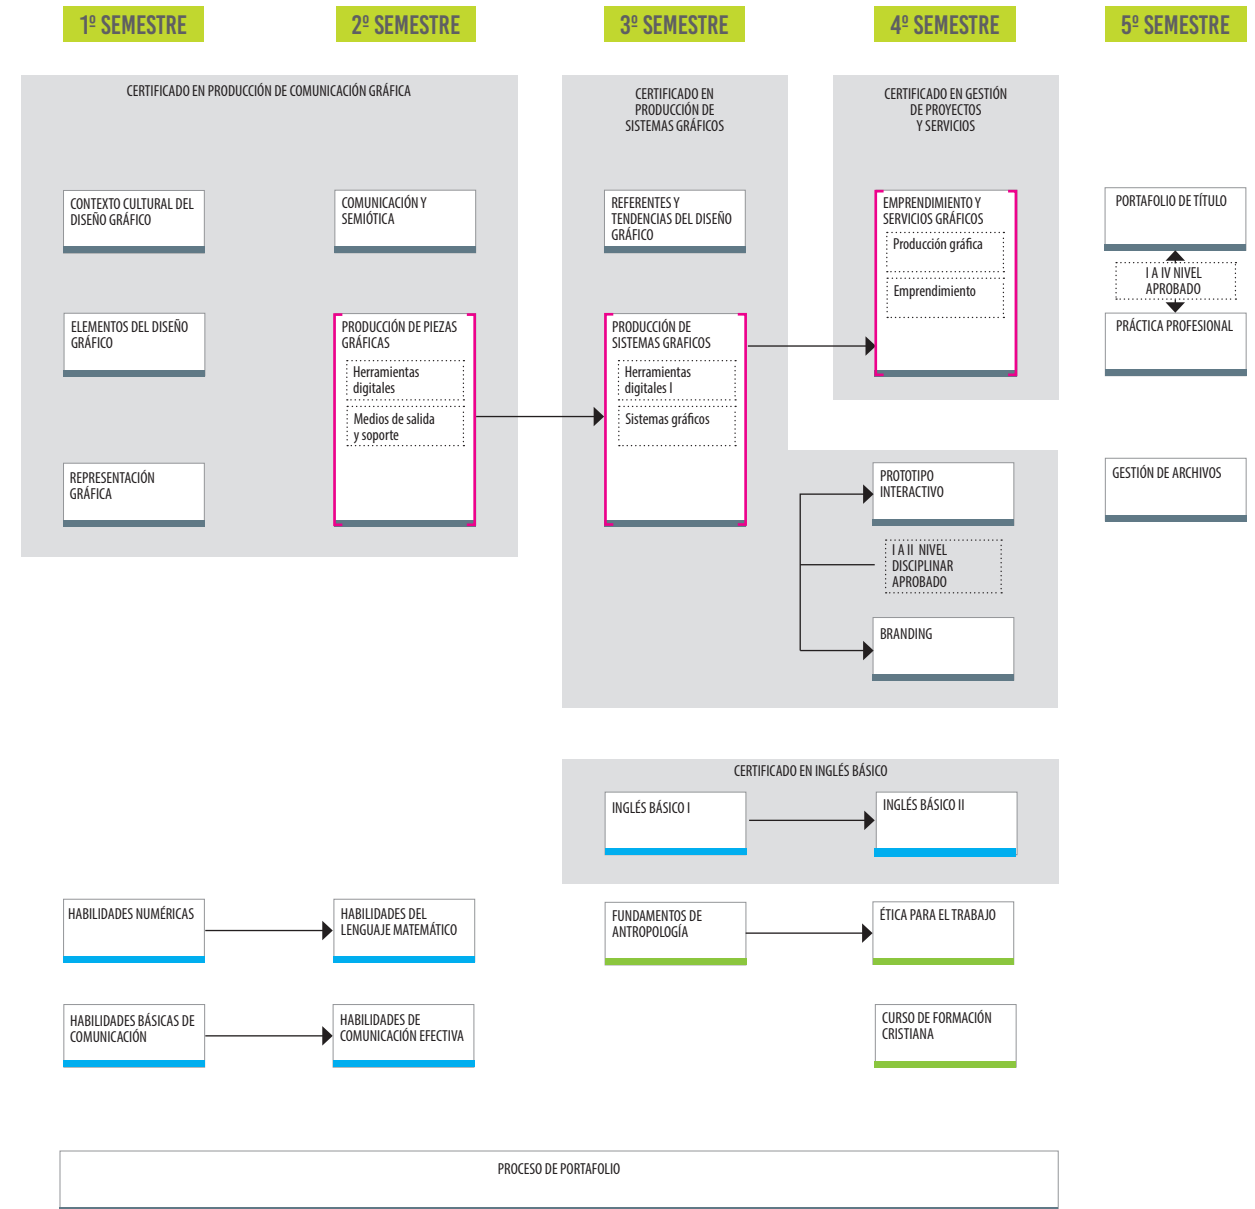 1º SEMESTRE
2º SEMESTRE
3º SEMESTRE
4º SEMESTRE
5º SEMESTRE
CERTIFICADO EN PRODUCCIÓN DE COMUNICACIÓN GRÁFICA
CERTIFICADO EN
PRODUCCIÓN DE
SISTEMAS GRÁFICOS
CERTIFICADO EN GESTIÓN
DE PROYECTOS
Y SERVICIOS
CONTEXTO CULTURAL DEL
DISEÑO GRÁFICO
COMUNICACIÓN Y
SEMIÓTICA
REFERENTES Y
TENDENCIAS DEL DISEÑO
GRÁFICO
EMPRENDIMIENTO Y
SERVICIOS GRÁFICOS
Producción gráfica
Emprendimiento
PORTAFOLIO DE TÍTULO
I A IV NIVEL
APROBADO
ELEMENTOS DEL DISEÑO
GRÁFICO
PRODUCCIÓN DE PIEZAS
GRÁFICAS
Herramientas
digitales
Medios de salida
y soporte
PRODUCCIÓN DE
SISTEMAS GRAFICOS
Herramientas
digitales I
Sistemas gráficos
PRÁCTICA PROFESIONAL
REPRESENTACIÓN
GRÁFICA
PROTOTIPO
INTERACTIVO
GESTIÓN DE ARCHIVOS
I A II NIVEL
DISCIPLINAR
APROBADO
BRANDING
CERTIFICADO EN INGLÉS BÁSICO
INGLÉS BÁSICO I
INGLÉS BÁSICO II
HABILIDADES NUMÉRICAS
HABILIDADES DEL
LENGUAJE MATEMÁTICO
FUNDAMENTOS DE
ANTROPOLOGÍA
ÉTICA PARA EL TRABAJO
HABILIDADES BÁSICAS DE
COMUNICACIÓN
HABILIDADES DE
COMUNICACIÓN EFECTIVA
CURSO DE FORMACIÓN
CRISTIANA
PROCESO DE PORTAFOLIO